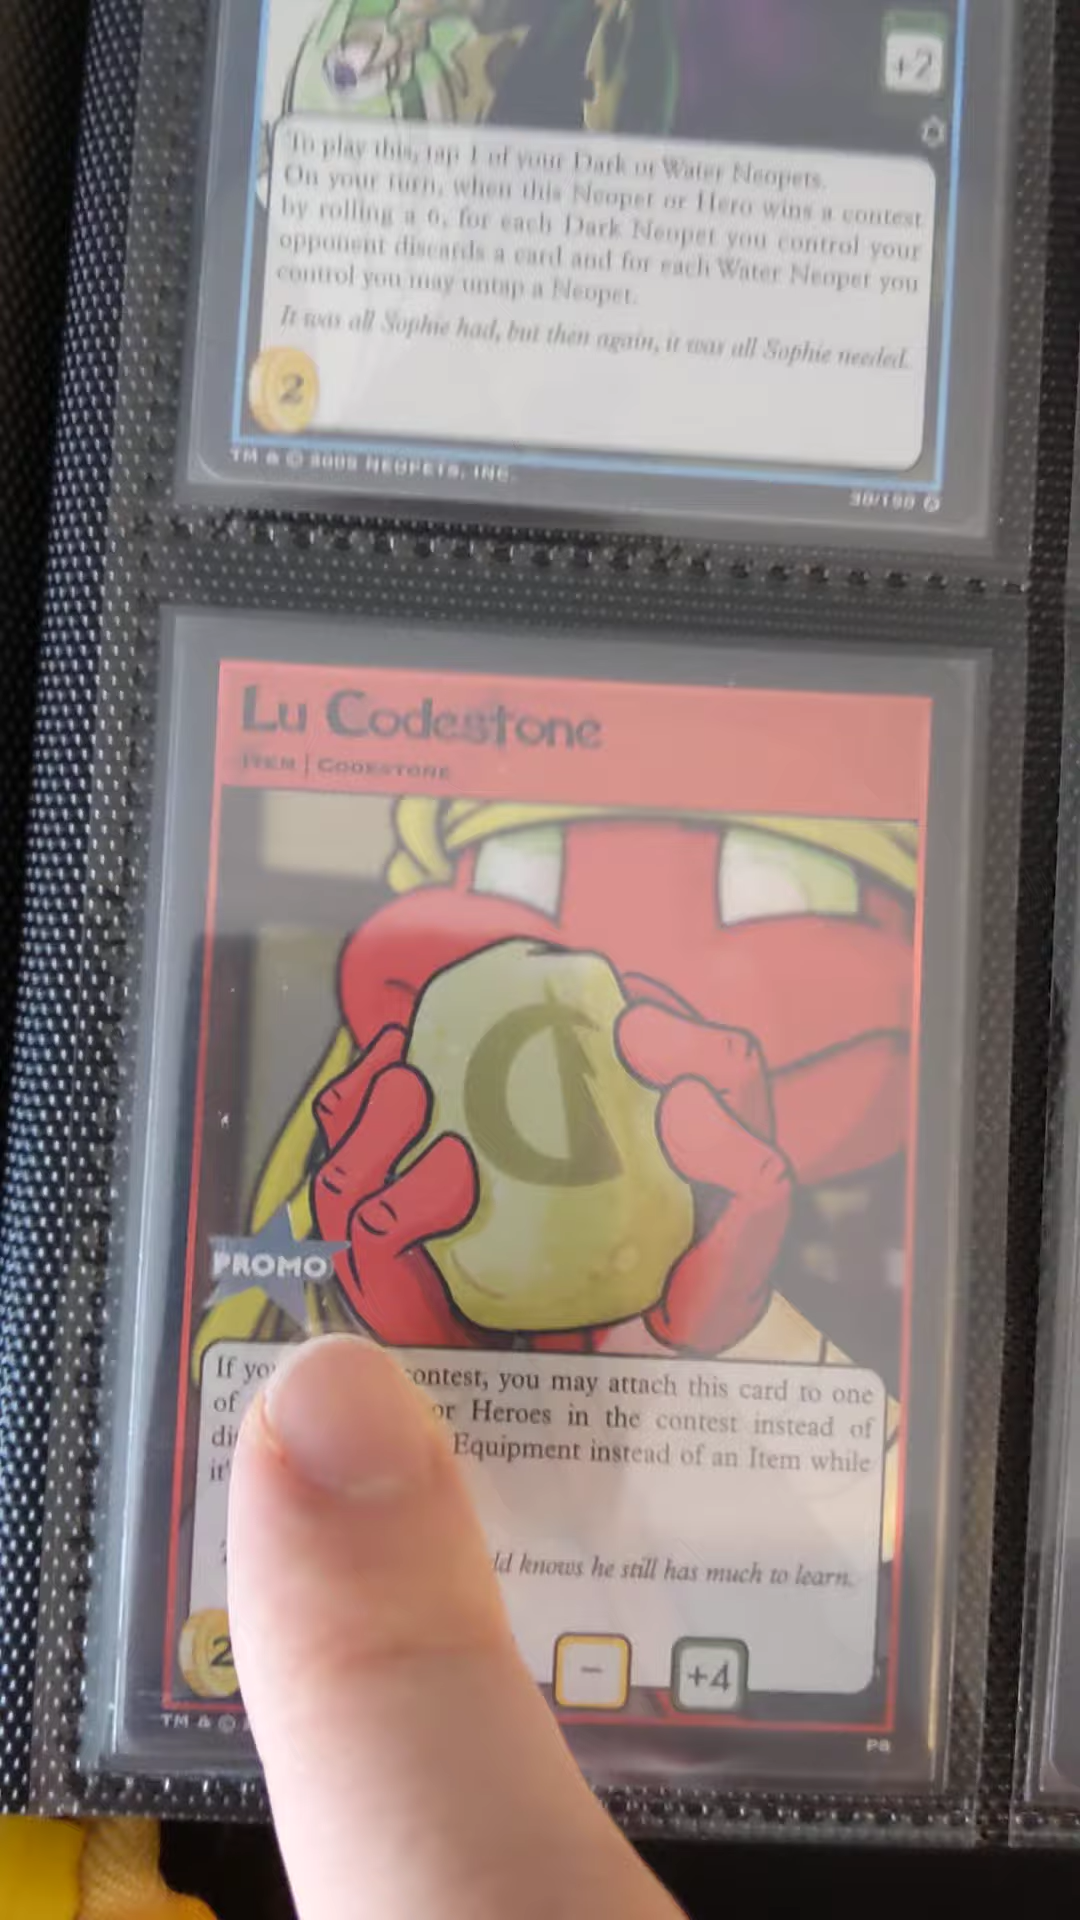 +2
To play this, tap 1 of your Dark or Water Neopets.
On your turn, when this Neopet or Hero wins a contest
by rolling a 6, for each Dark Neopet you control your
opponent discards a card and for each Water Neopet you
control you may untap a Neopet.
It was all Sophie had, but then again, it was all Sophie needed.
2
TM & © 2005 NEOPETS, INC.
Lu Codestone
ITEM | CODESTONE
PROMO
If contest, you may attach this card to one
of or Heroes in the contest instead of
Equipment instead of an Item while
knows he still has much to learn.
2
–
+4
TM & ©
P8